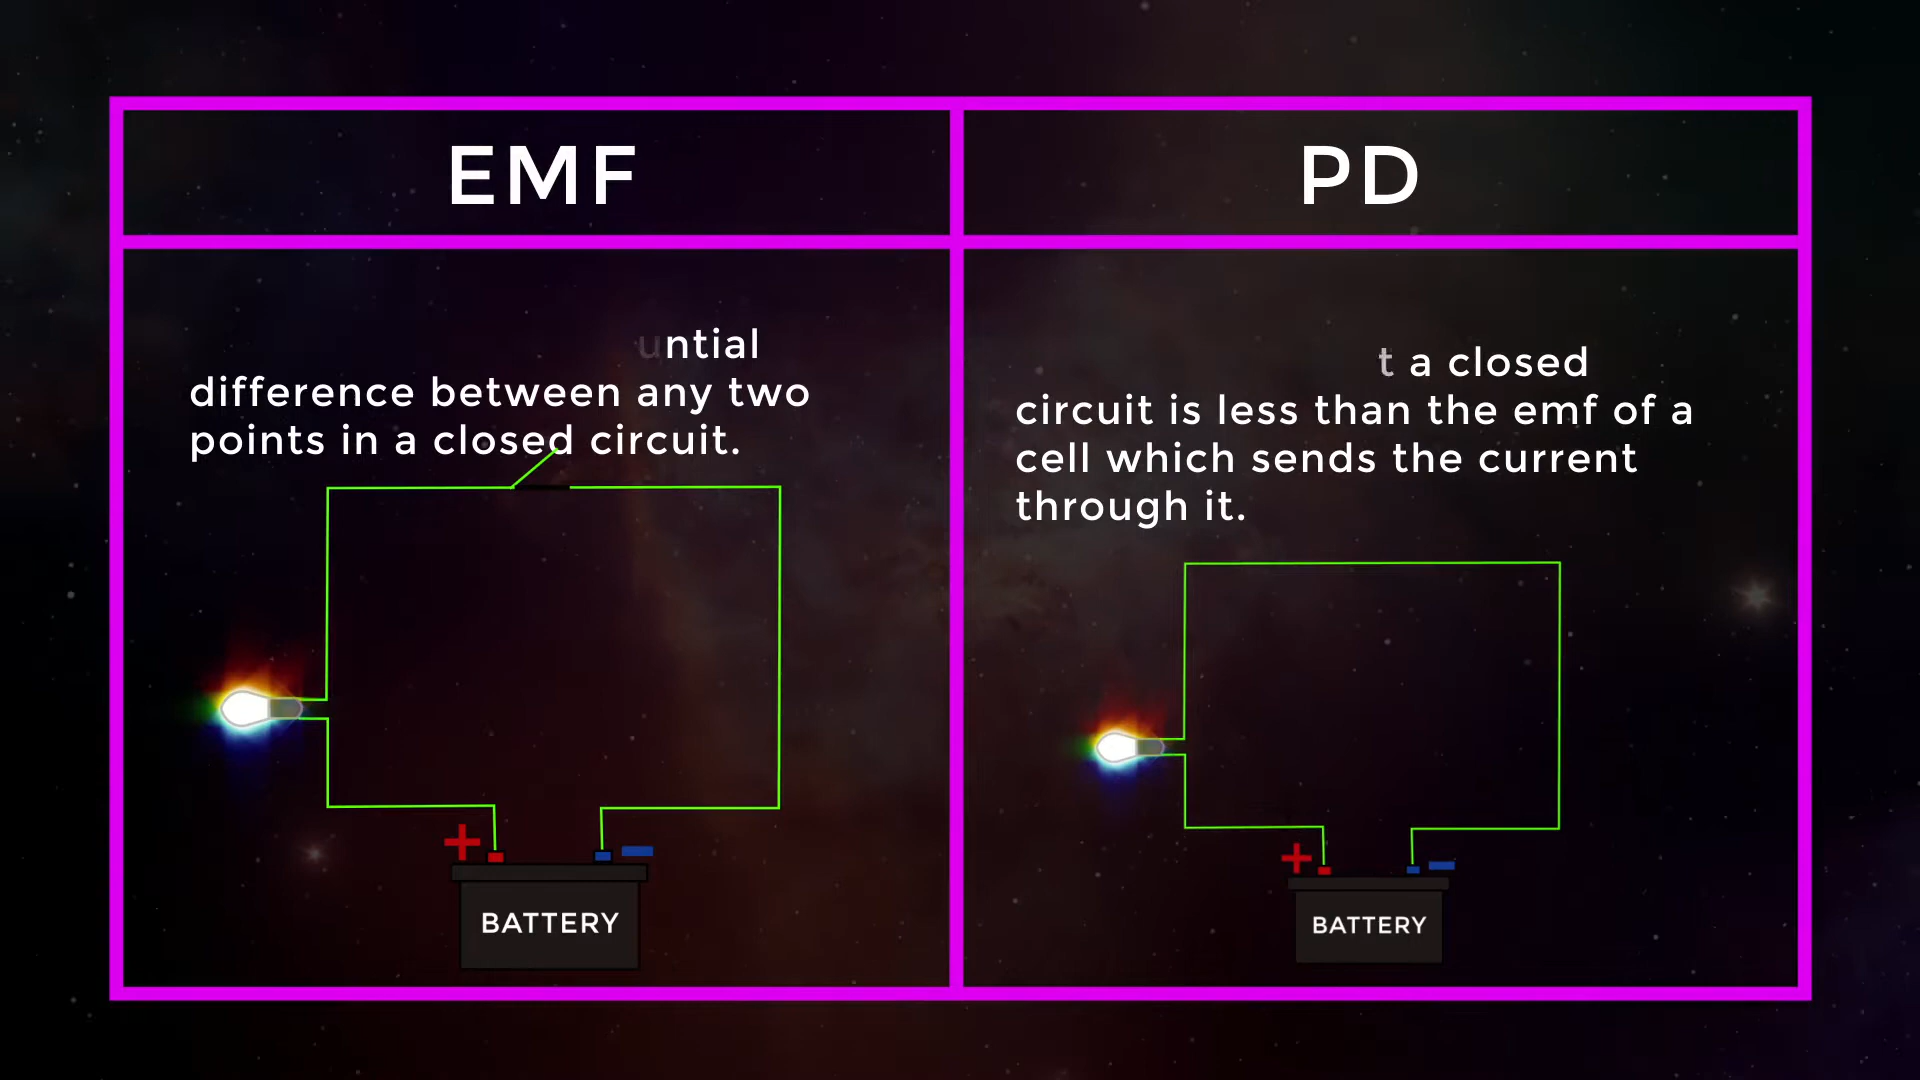 EMF
PD
ntial
difference between any two
points in a closed circuit.
t a closed
circuit is less than the emf of a
cell which sends the current
through it.
+
-
BATTERY
+
-
BATTERY